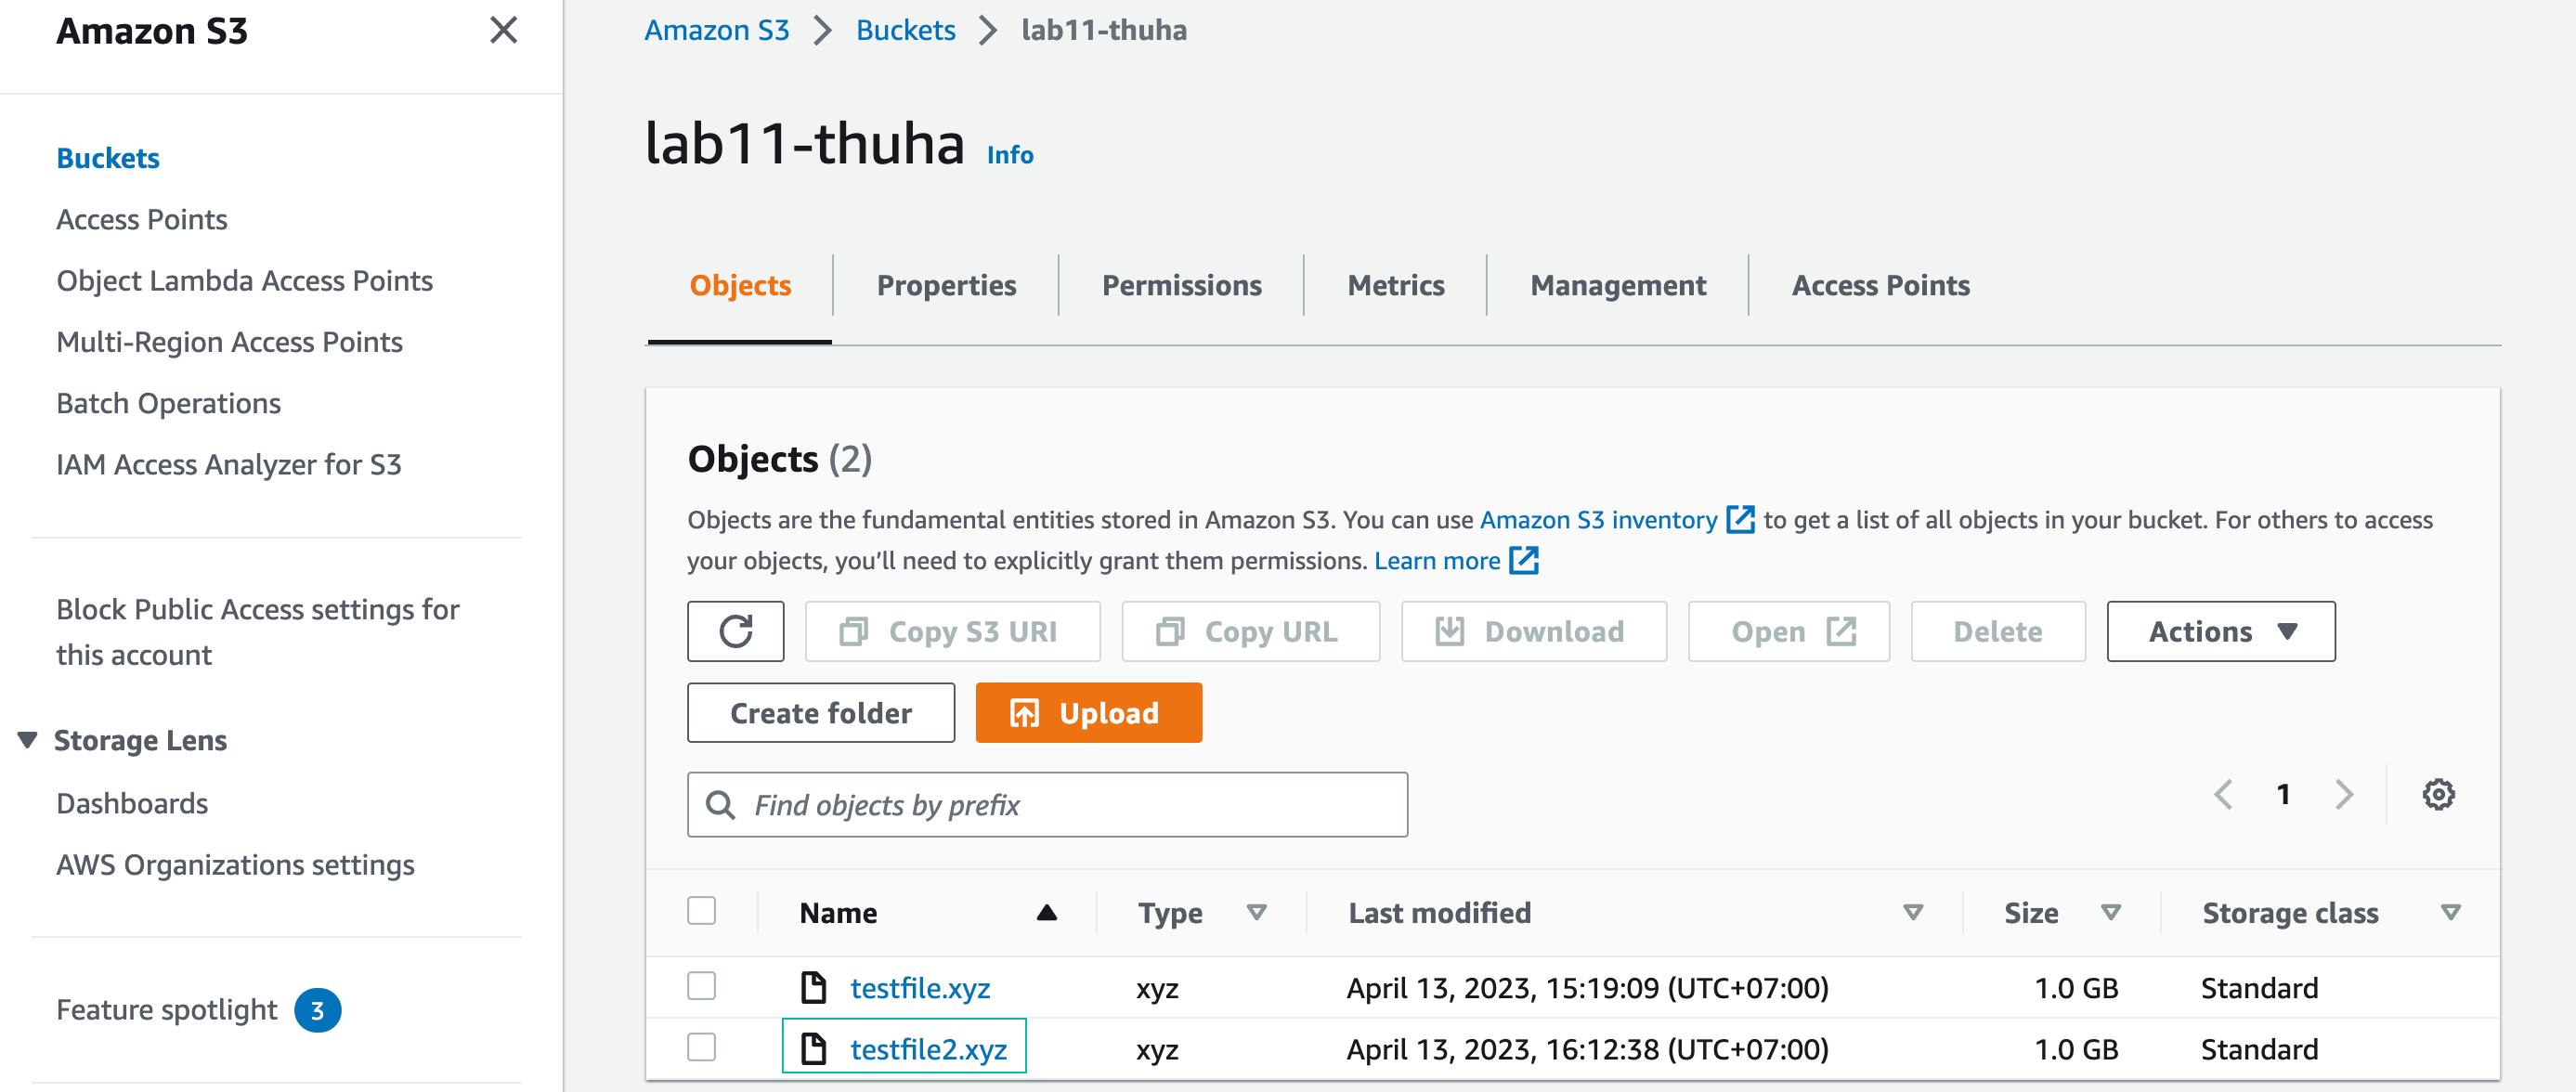 Amazon S3
Buckets
Access Points
Object Lambda Access Points
Multi-Region Access Points
Batch Operations
IAM Access Analyzer for S3
Block Public Access settings for
this account
Storage Lens
Dashboards
AWS Organizations settings
Feature spotlight 3
Amazon S3 Buckets lab11-thuha
lab11-thuha Info
Objects Properties Permissions Metrics Management Access Points
Objects (2)
Objects are the fundamental entities stored in Amazon S3. You can use Amazon S3 inventory to get a list of all objects in your bucket. For others to access
your objects, you’ll need to explicitly grant them permissions. Learn more
Copy S3 URI Copy URL Download Open Delete Actions
Create folder Upload
Find objects by prefix 1
Name Type Last modified Size Storage class
testfile.xyz xyz April 13, 2023, 15:19:09 (UTC+07:00) 1.0 GB Standard
testfile2.xyz xyz April 13, 2023, 16:12:38 (UTC+07:00) 1.0 GB Standard